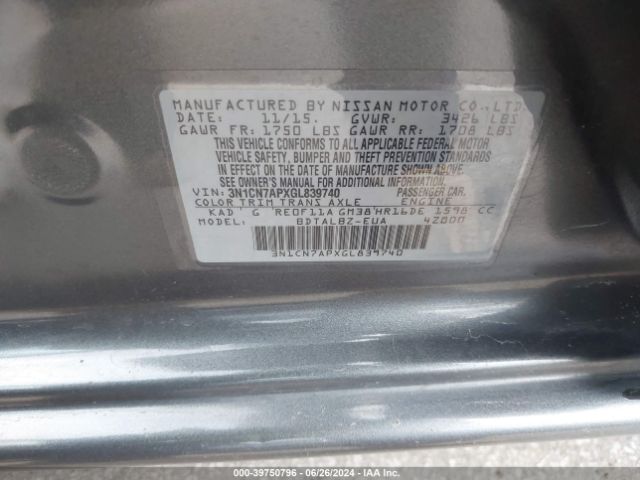 MANUFACTURED BY NISSAN MOTOR CO., LTD.
DATE: 11/15. GVWR: 3426 LBS
GAWR FR: 1750 LBS GAWR RR: 1708 LBS
THIS VEHICLE CONFORMS TO ALL APPLICABLE FEDERAL MOTOR
VEHICLE SAFETY, BUMPER AND THEFT PREVENTION STANDARDS
IN EFFECT ON THE DATE OF MANUFACTURE SHOWN ABOVE.
SEE OWNER'S MANUAL FOR ADDITIONAL INFORMATION.
VIN: 3N1CN7APXGL839740 PASSENGER CAR.
COLOR TRIM TRANS AXLE ENGINE
KAD G RE0F11A GM38 HR16DE 1598 CC
MODEL: BDTALBZ-EUA 42000
3N1CN7APXGL839740
000-39750796 - 06/26/2024 - IAA Inc.